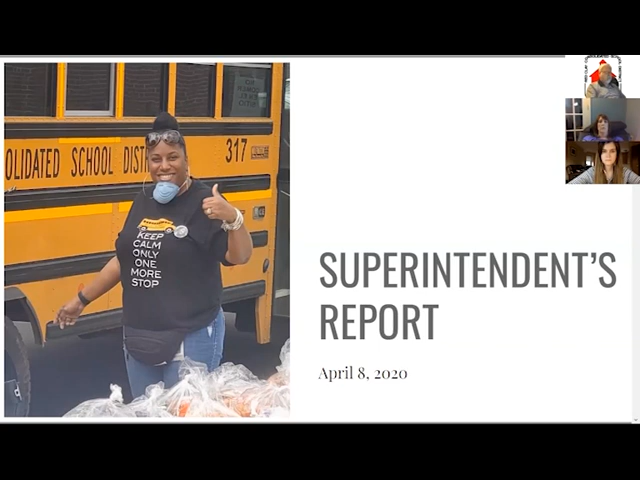 OLIDATED SCHOOL DIST
317
KEEP
CALM
ONLY
ONE
MORE
STOP
SUPERINTENDENT'S
REPORT
April 8, 2020